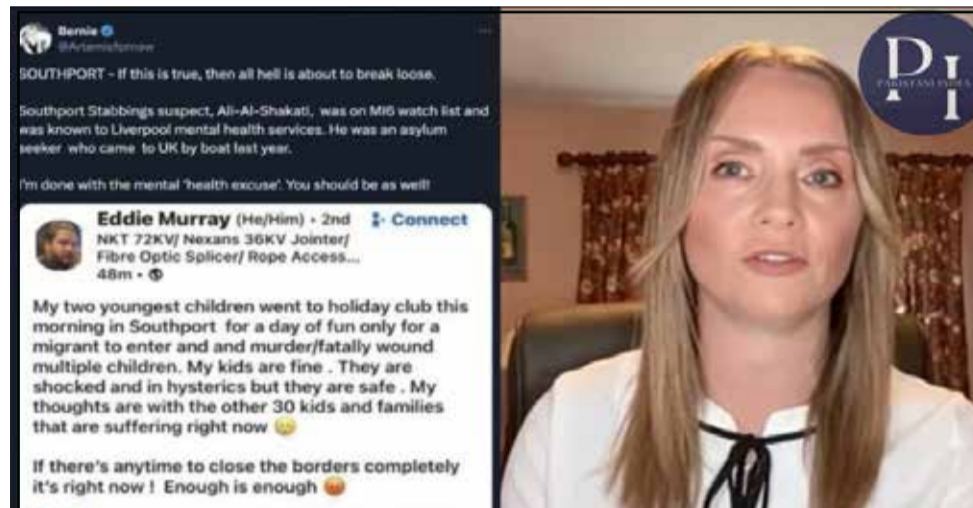 Bernie
@Artemisfornow
SOUTHPORT - If this is true, then all hell is about to break loose.
Southport Stabbings suspect, Ali-Al-Shakati, was on MI6 watch list and
was known to Liverpool mental health services. He was an asylum
seeker who came to UK by boat last year.
I'm done with the mental 'health excuse'. You should be as well!
Eddie Murray (He/Him) • 2nd
Connect
NKT 72KV/ Nexans 36KV Jointer/
Fibre Optic Splicer/ Rope Access...
48m •
My two youngest children went to holiday club this
morning in Southport for a day of fun only for a
migrant to enter and and murder/fatally wound
multiple children. My kids are fine . They are
shocked and in hysterics but they are safe . My
thoughts are with the other 30 kids and families
that are suffering right now 😔
If there's anytime to close the borders completely
it's right now ! Enough is enough 😡
PI
PAKISTANI INDEX